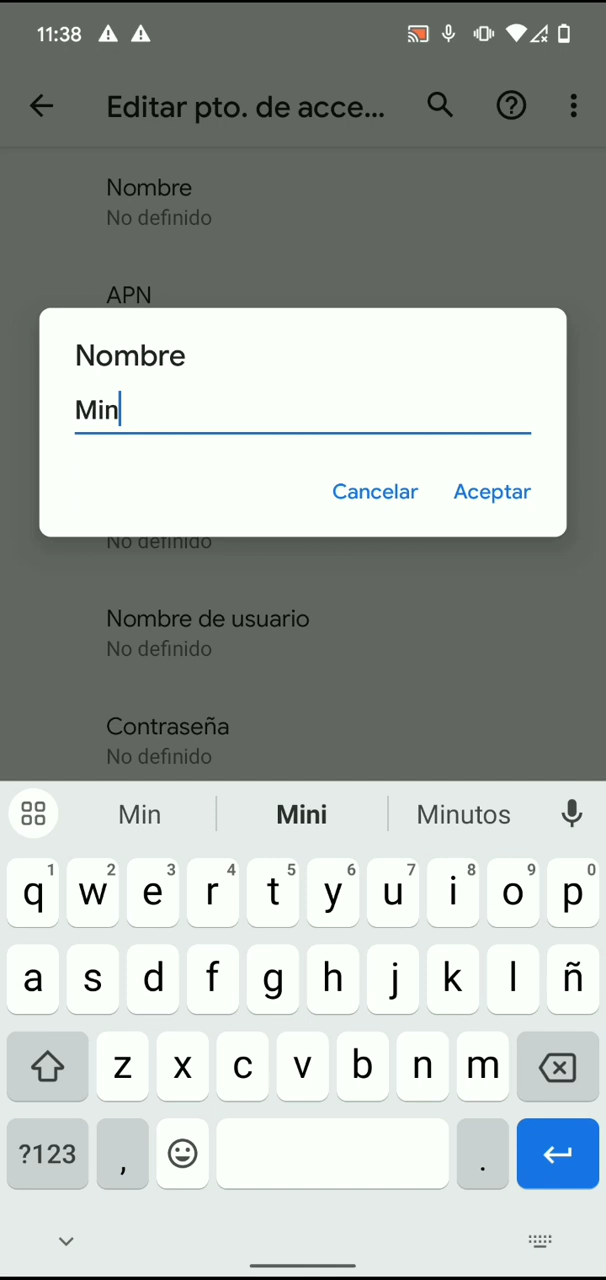 11:38
Editar pto. de acce...
Nombre
No definido
APN
Nombre
Min
Cancelar Aceptar
No definido
Nombre de usuario
No definido
Contraseña
No definido
Min Mini Minutos
1 2 3 4 5 6 7 8 9 0
q w e r t y u i o p
a s d f g h j k l ñ
z x c v b n m
?123 , .